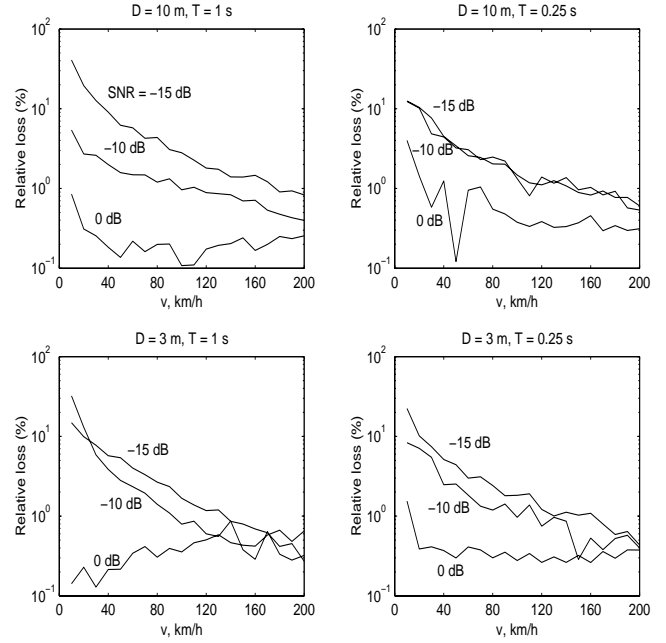 D = 10 m, T = 1 s
10^2
10^1
10^0
10^−1
Relative loss (%)
SNR = −15 dB
−10 dB
0 dB
0 40 80 120 160 200
v, km/h
D = 10 m, T = 0.25 s
10^2
10^1
10^0
10^−1
Relative loss (%)
−15 dB
−10 dB
0 dB
0 40 80 120 160 200
v, km/h
D = 3 m, T = 1 s
10^2
10^1
10^0
10^−1
Relative loss (%)
−15 dB
−10 dB
0 dB
0 40 80 120 160 200
v, km/h
D = 3 m, T = 0.25 s
10^2
10^1
10^0
10^−1
Relative loss (%)
−15 dB
−10 dB
0 dB
0 40 80 120 160 200
v, km/h